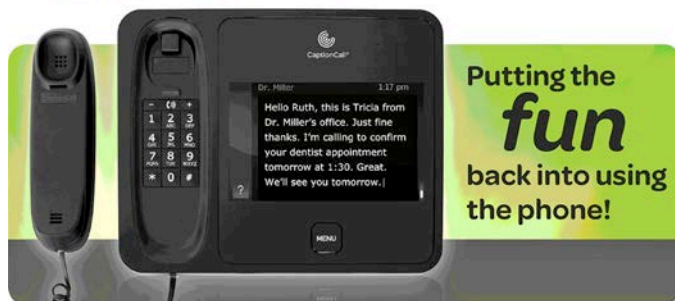 CaptionCall
Dr. Miller 1:17 pm
Hello Ruth, this is Tricia from
Dr. Miller's office. Just fine
thanks. I'm calling to confirm
your dentist appointment
tomorrow at 1:30. Great.
We'll see you tomorrow.|
?
MENU
- +
1 2 ABC 3 DEF
4 GHI 5 JKL 6 MNO
7 PQRS 8 TUV 9 WXYZ
* 0 #
Putting the
fun
back into using
the phone!